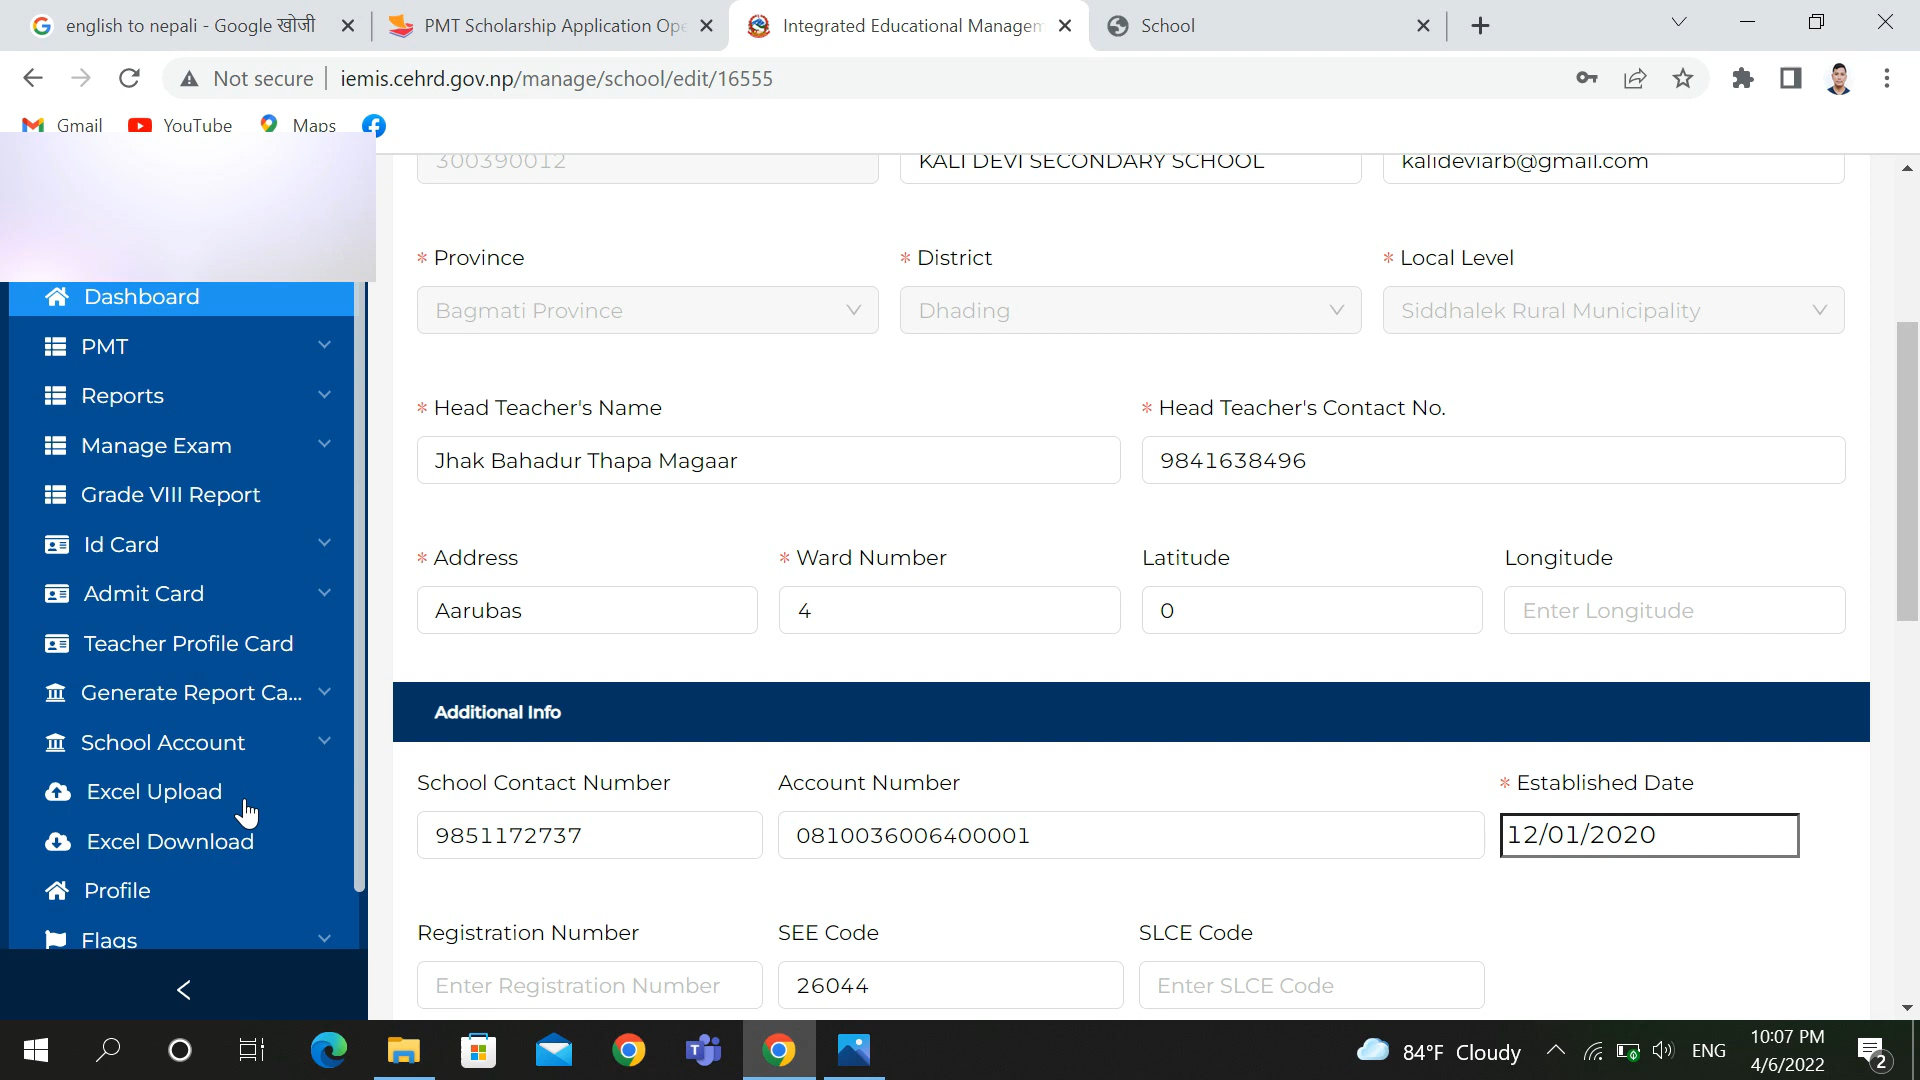 english to nepali - Google खोजी
PMT Scholarship Application Ope
Integrated Educational Managem
School
Not secure
iemis.cehrd.gov.np/manage/school/edit/16555
Gmail
YouTube
Maps
300390012
KALI DEVI SECONDARY SCHOOL
kalideviarb@gmail.com
* Province
* District
* Local Level
Bagmati Province
Dhading
Siddhalek Rural Municipality
* Head Teacher's Name
* Head Teacher's Contact No.
Jhak Bahadur Thapa Magaar
9841638496
* Address
* Ward Number
Latitude
Longitude
Aarubas
4
0
Enter Longitude
Additional Info
School Contact Number
Account Number
* Established Date
9851172737
0810036006400001
12/01/2020
Registration Number
SEE Code
SLCE Code
Enter Registration Number
26044
Enter SLCE Code
Dashboard
PMT
Reports
Manage Exam
Grade VIII Report
Id Card
Admit Card
Teacher Profile Card
Generate Report Ca...
School Account
Excel Upload
Excel Download
Profile
Flags
84°F Cloudy
ENG
10:07 PM
4/6/2022
2